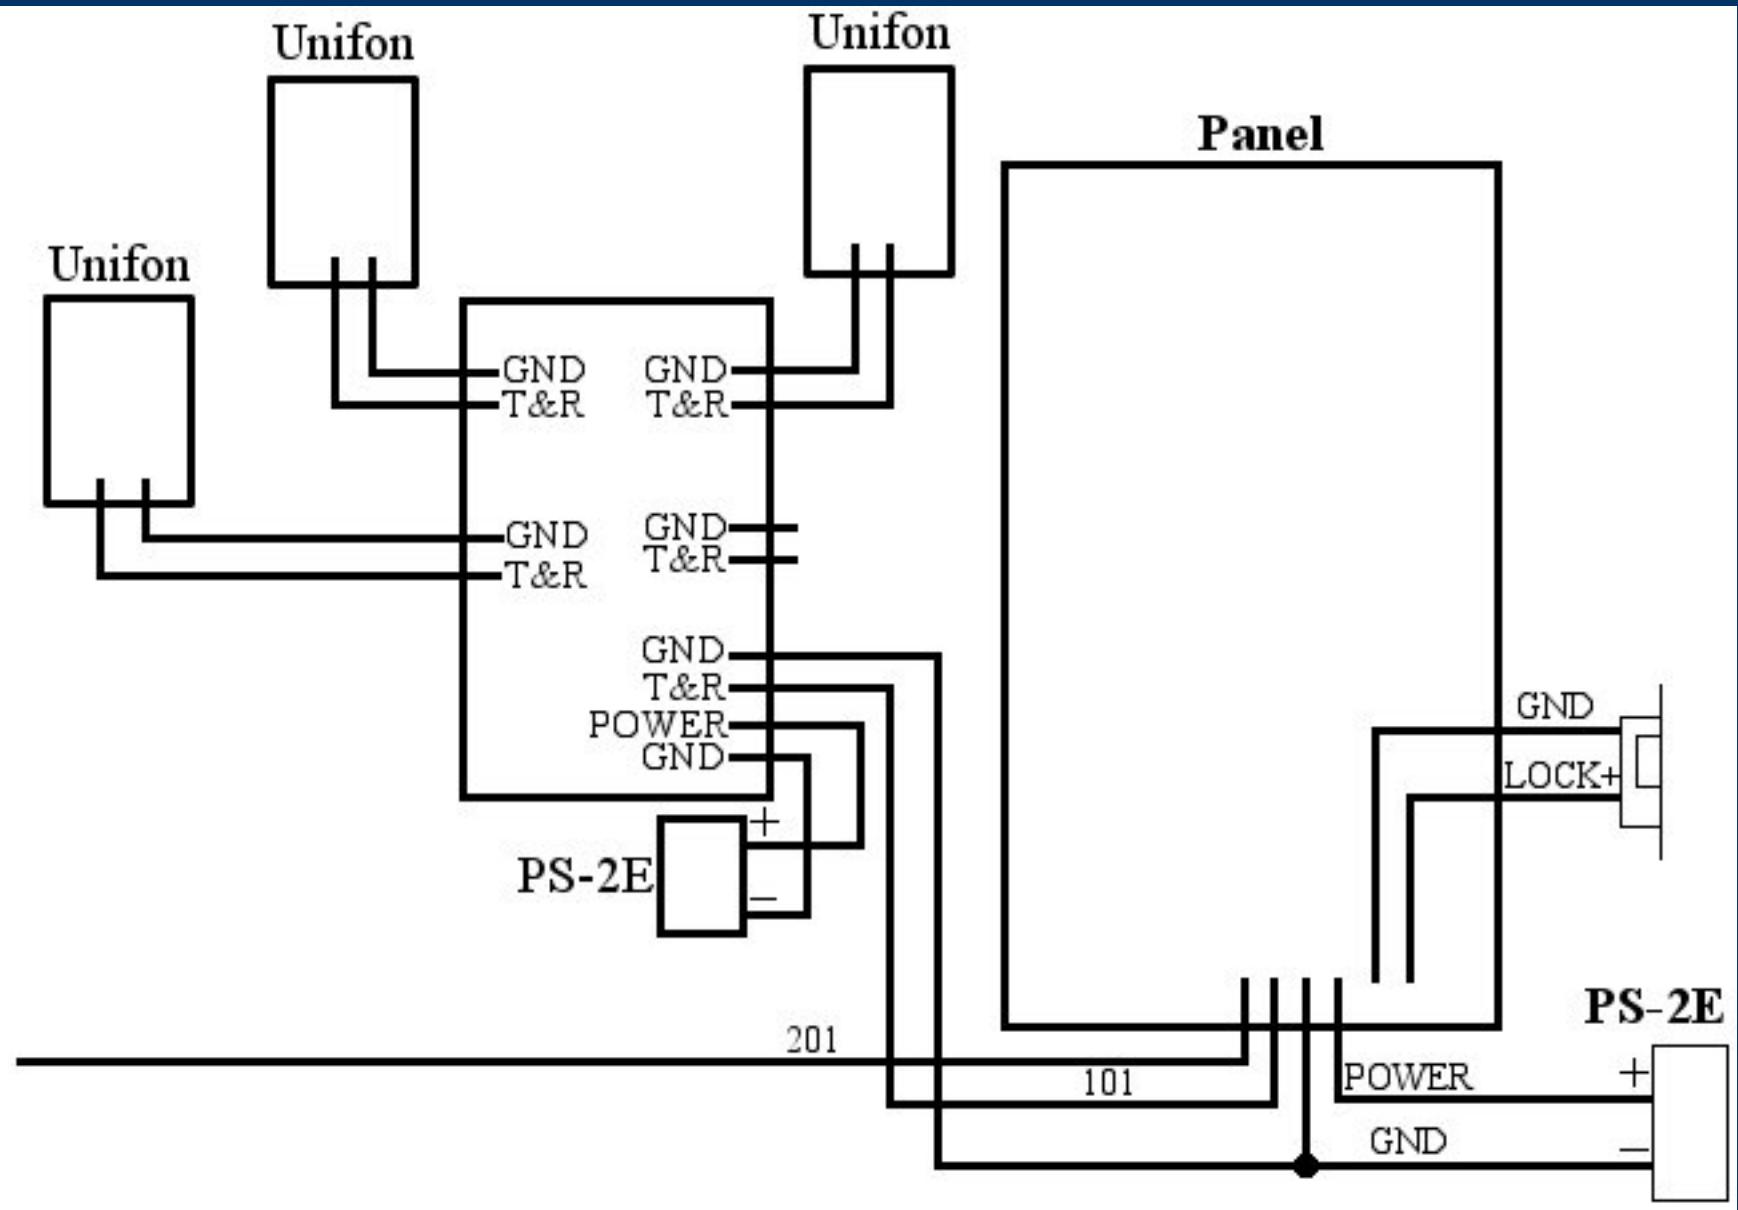 Unifon
Unifon
Panel
Unifon
GND
T&R
GND
T&R
GND
T&R
GND
T&R
GND
T&R
POWER
GND
GND
LOCK+
+
PS-2E
−
PS-2E
201
101
POWER
+
GND
−